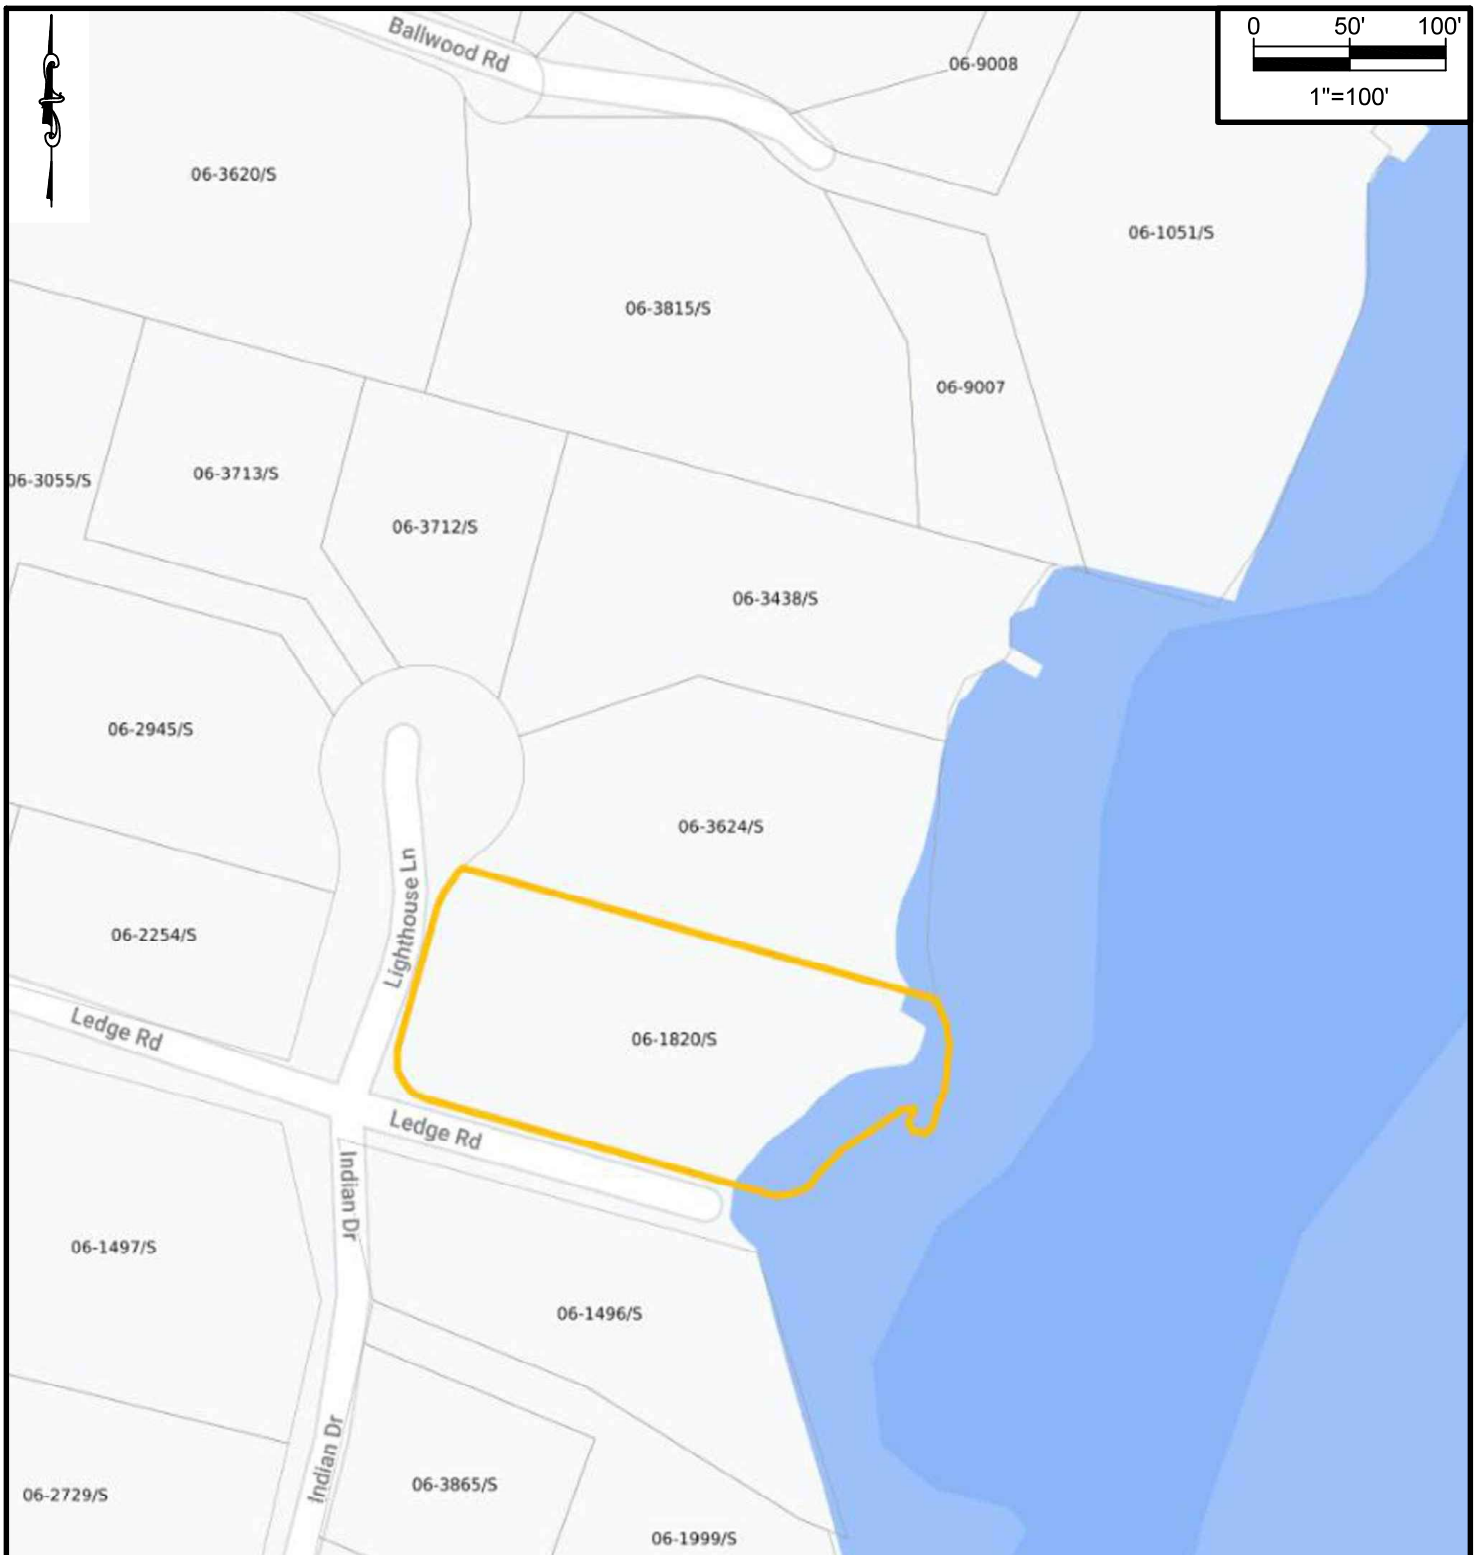 0 50' 100'
1"=100'
Ballwood Rd
06-9008
06-3620/S
06-1051/S
06-3815/S
06-9007
06-3055/S
06-3713/S
06-3712/S
06-3438/S
06-2945/S
06-3624/S
Lighthouse Ln
06-2254/S
Ledge Rd
06-1820/S
Ledge Rd
Indian Dr
06-1497/S
06-1496/S
Indian Dr
06-3865/S
06-2729/S
06-1999/S